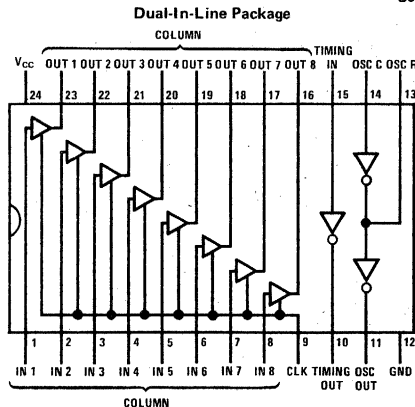 Dual-In-Line Package
COLUMN
TIMING
VCC OUT 1 OUT 2 OUT 3 OUT 4 OUT 5 OUT 6 OUT 7 OUT 8 IN OSC C OSC R
24 23 22 21 20 19 18 17 16 15 14 13
1 2 3 4 5 6 7 8 9 10 11 12
IN 1 IN 2 IN 3 IN 4 IN 5 IN 6 IN 7 IN 8 CLK TIMING OSC GND
OUT OUT
COLUMN